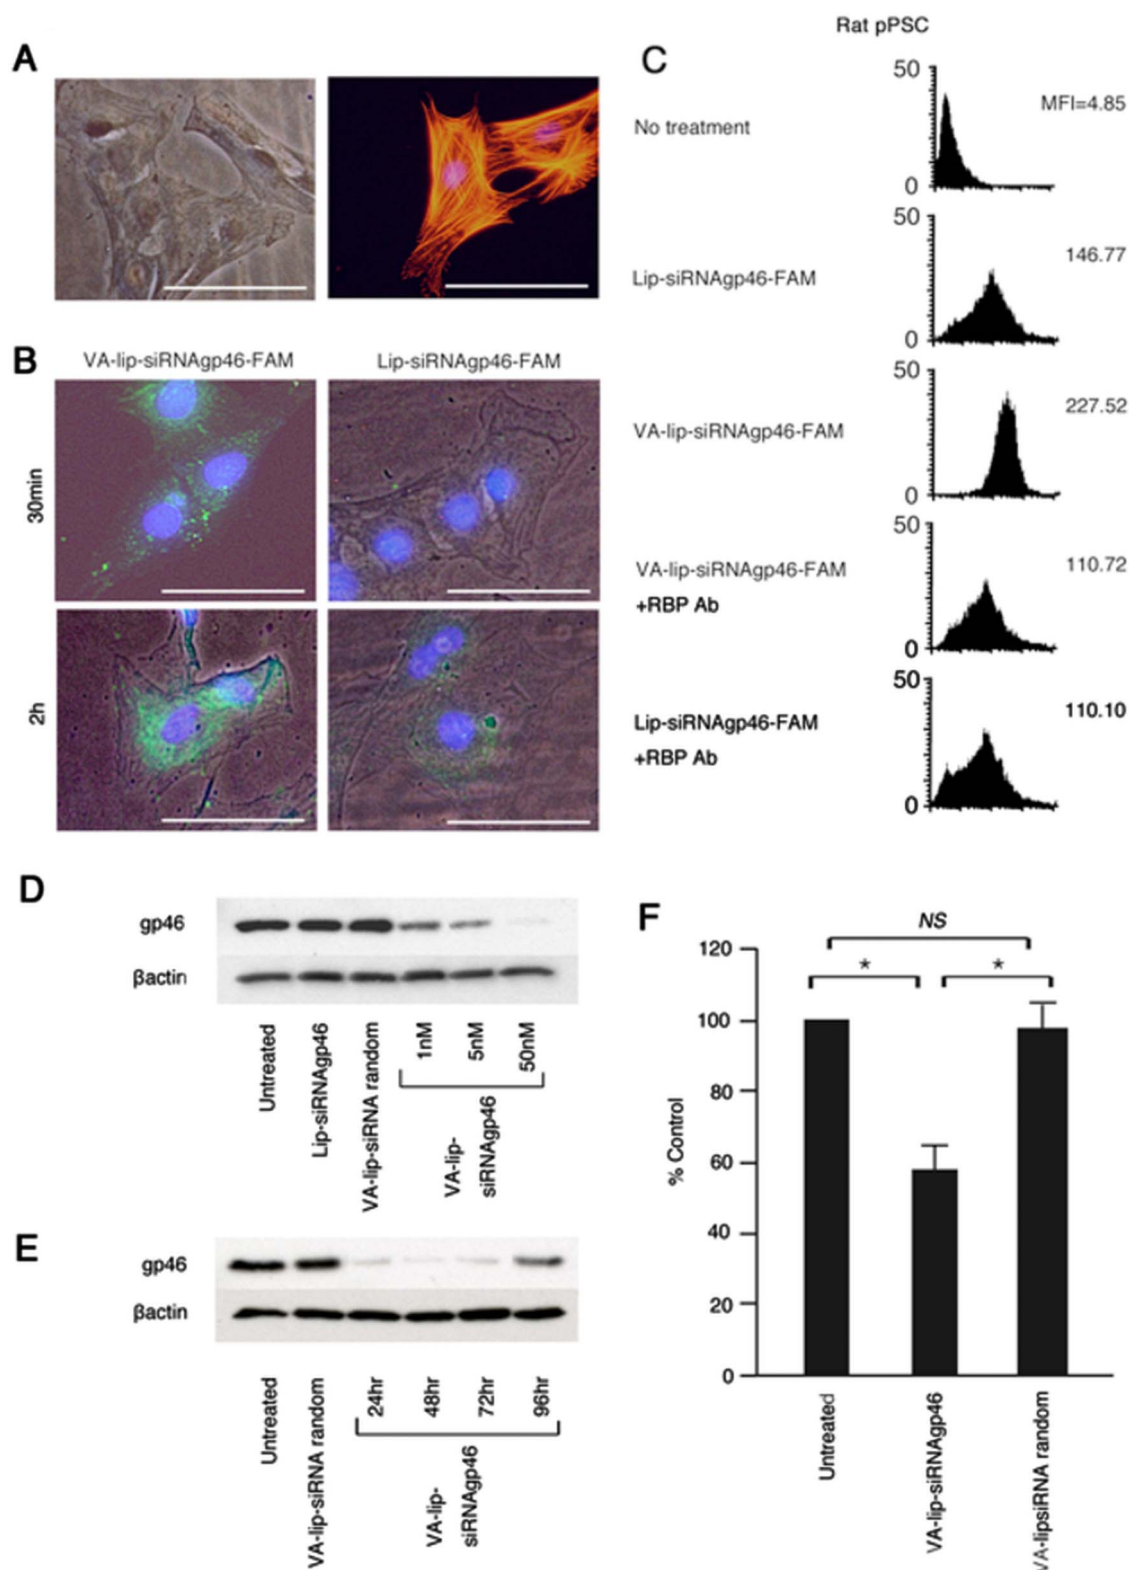 A
B
VA-lip-siRNAgp46-FAM
Lip-siRNAgp46-FAM
30min
2h
Rat pPSC
C
No treatment
50
MFI=4.85
0
Lip-siRNAgp46-FAM
50
146.77
0
VA-lip-siRNAgp46-FAM
50
227.52
0
VA-lip-siRNAgp46-FAM
+RBP Ab
50
110.72
0
Lip-siRNAgp46-FAM
+RBP Ab
50
110.10
0
D
gp46
βactin
Untreated
Lip-siRNAgp46
VA-lip-siRNA random
1nM
5nM
50nM
VA-lip-
siRNAgp46
E
gp46
βactin
Untreated
VA-lip-siRNA random
24hr
48hr
72hr
96hr
VA-lip-
siRNAgp46
F
NS
*
*
120
100
80
60
40
20
0
% Control
Untreated
VA-lip-siRNAgp46
VA-lipsiRNA random